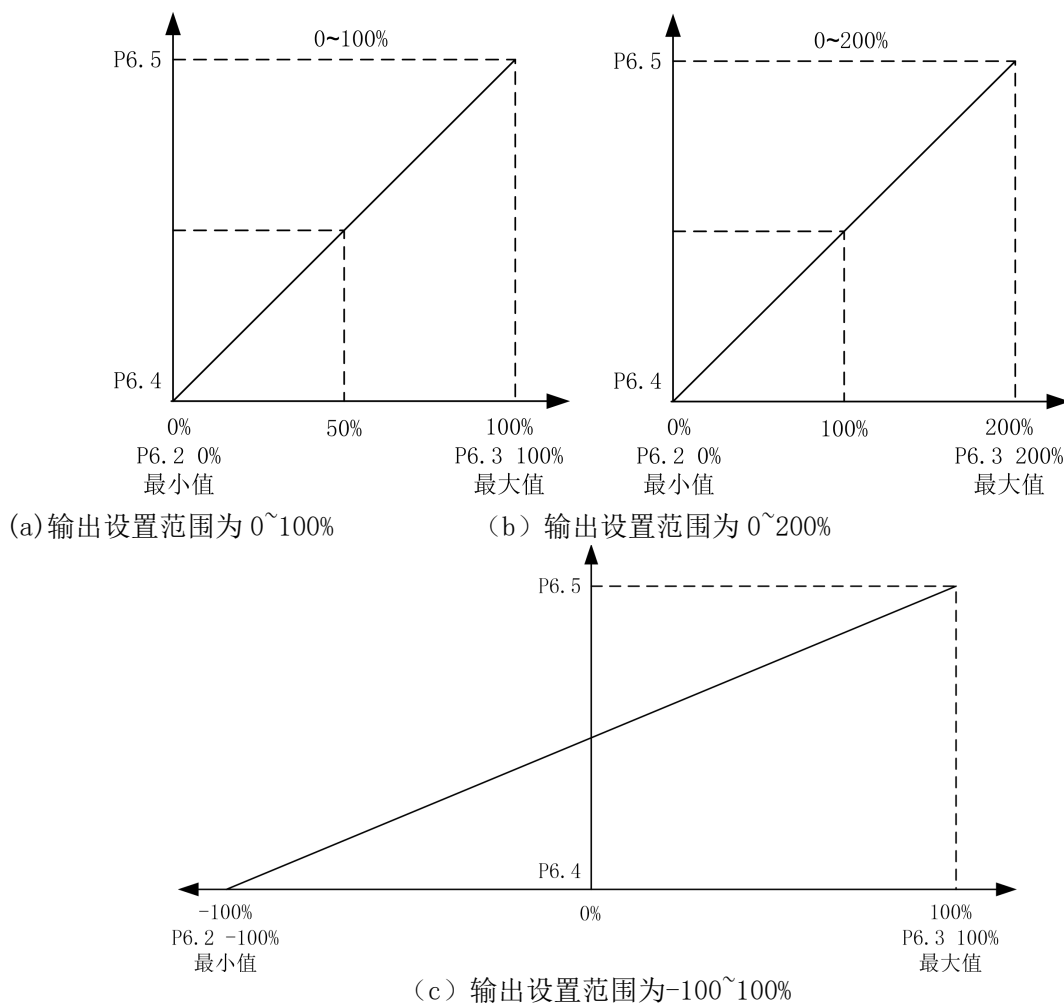 0~100%
P6.5
P6.4
0%
50%
100%
P6.2 0%
P6.3 100%
最小值
最大值
(a)输出设置范围为 0~100%
0~200%
P6.5
P6.4
0%
100%
200%
P6.2 0%
P6.3 200%
最小值
最大值
（b）输出设置范围为 0~200%
P6.5
P6.4
-100%
0%
100%
P6.2 -100%
P6.3 100%
最小值
最大值
（c）输出设置范围为-100~100%